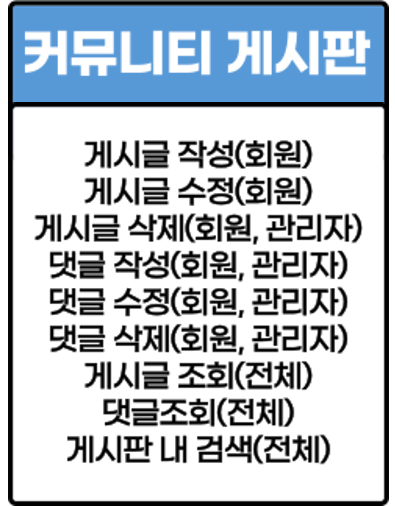 커뮤니티 게시판
게시글 작성(회원)
게시글 수정(회원)
게시글 삭제(회원, 관리자)
댓글 작성(회원, 관리자)
댓글 수정(회원, 관리자)
댓글 삭제(회원, 관리자)
게시글 조회(전체)
댓글조회(전체)
게시판 내 검색(전체)